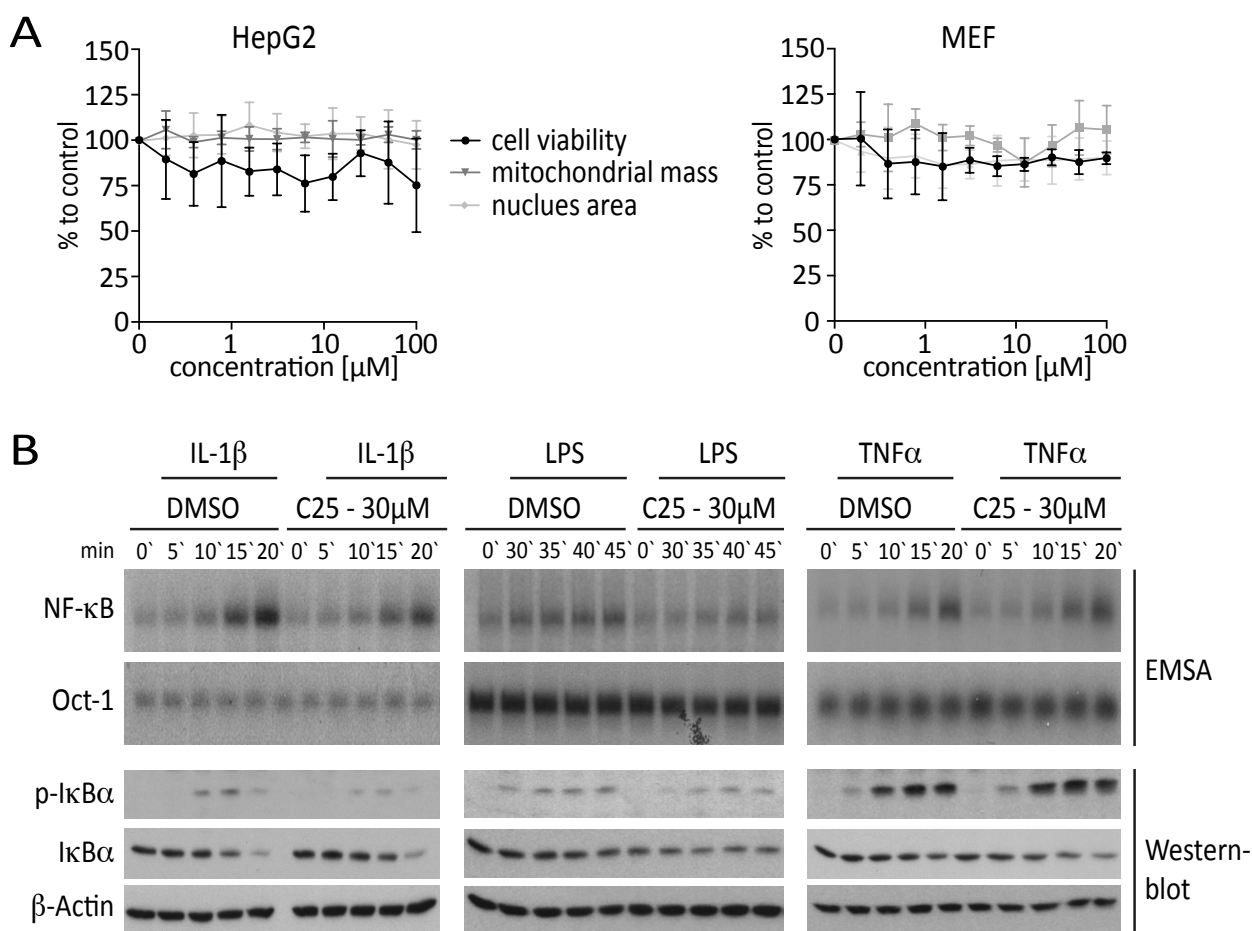 A
HepG2
MEF
150
125
100
75
50
25
0
% to control
0 1 10 100
concentration [µM]
cell viability
mitochondrial mass
nuclues area
150
125
100
75
50
25
0
% to control
0 1 10 100
concentration [µM]
B
IL-1β IL-1β LPS LPS TNFα TNFα
DMSO C25 - 30µM DMSO C25 - 30µM DMSO C25 - 30µM
min 0` 5` 10` 15` 20` 0` 5` 10` 15` 20` 0` 30` 35` 40` 45` 0` 30` 35` 40` 45` 0` 5` 10` 15` 20` 0` 5` 10` 15` 20`
NF-κB
Oct-1
EMSA
p-IκBα
IκBα
β-Actin
Western-
blot